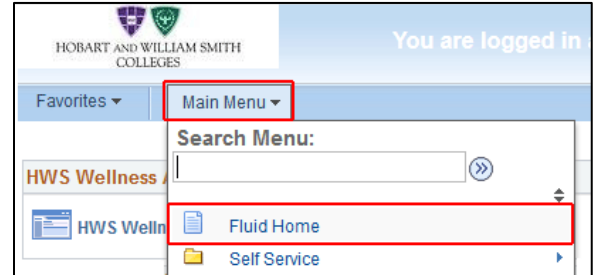 HOBART AND WILLIAM SMITH
COLLEGES
You are logged in
Favorites
Main Menu
Search Menu:
HWS Wellness
Fluid Home
HWS Welln
Self Service